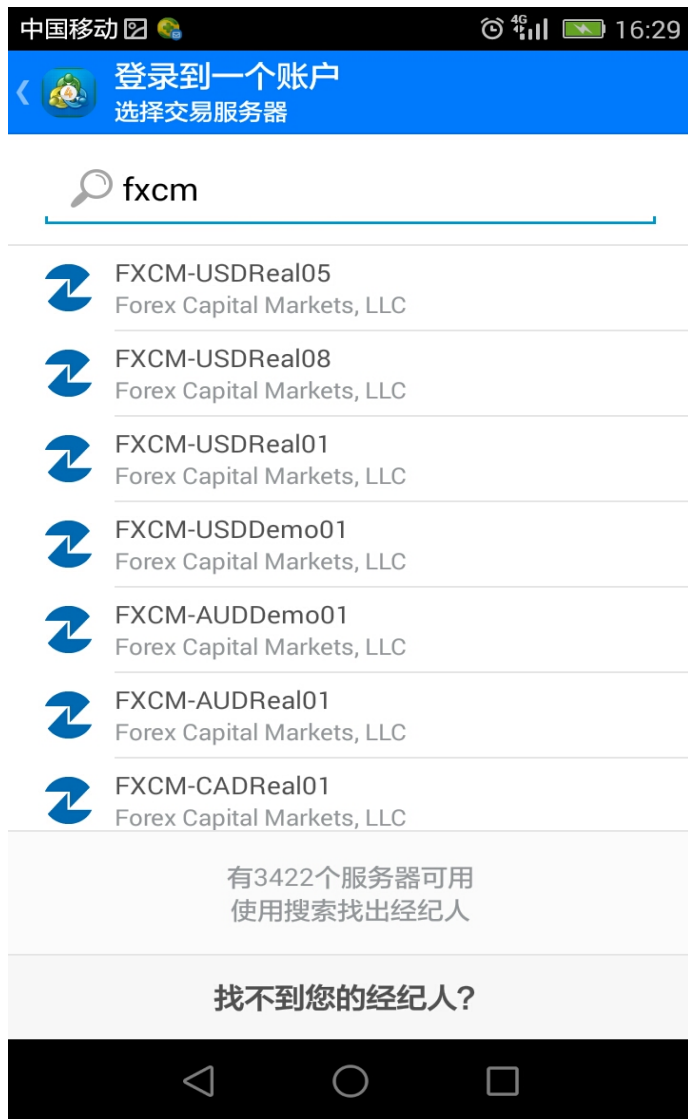 中国移动 4G 16:29
登录到一个账户
选择交易服务器
fxcm
FXCM-USDReal05
Forex Capital Markets, LLC
FXCM-USDReal08
Forex Capital Markets, LLC
FXCM-USDReal01
Forex Capital Markets, LLC
FXCM-USDDemo01
Forex Capital Markets, LLC
FXCM-AUDDemo01
Forex Capital Markets, LLC
FXCM-AUDReal01
Forex Capital Markets, LLC
FXCM-CADReal01
Forex Capital Markets, LLC
有3422个服务器可用
使用搜索找出经纪人
找不到您的经纪人?